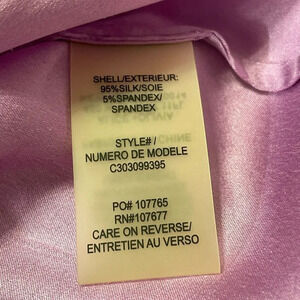 SHELL/EXTERIEUR:
95%SILK/SOIE
5%SPANDEX/
SPANDEX
STYLE#/
NUMERO DE MODELE
C303099395
PO# 107765
RN#107677
CARE ON REVERSE/
ENTRETIEN AU VERSO